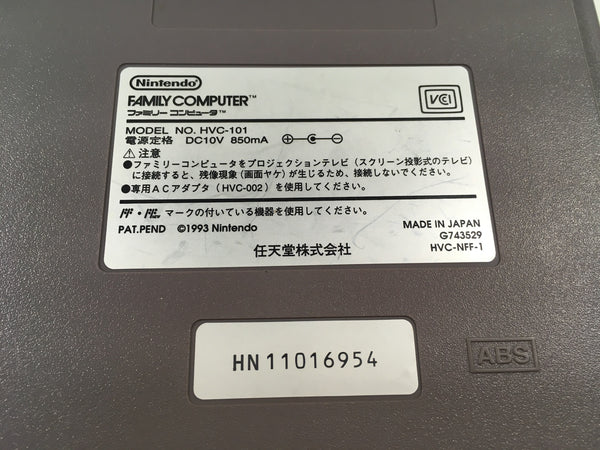 Nintendo
FAMILY COMPUTER™
ファミリー コンピュータ™
VCI
MODEL NO. HVC-101
電源定格 DC10V 850mA
⚠注意
●ファミリーコンピュータをプロジェクションテレビ(スクリーン投影式のテレビ)
に接続すると、残像現象(画面ヤケ)が生じるため、接続しないでください。
●専用ACアダプタ(HVC-002)を使用してください。
マークの付いている機器を使用してください。
PAT.PEND ©1993 Nintendo
任天堂株式会社
MADE IN JAPAN
G743529
HVC-NFF-1
HN11016954
ABS